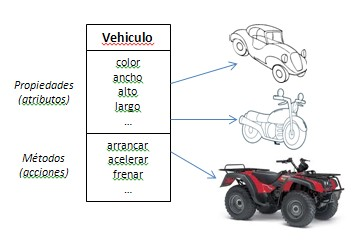 Vehiculo
Propiedades
(atributos)
color
ancho
alto
largo
...
Métodos
(acciones)
arrancar
acelerar
frenar
...